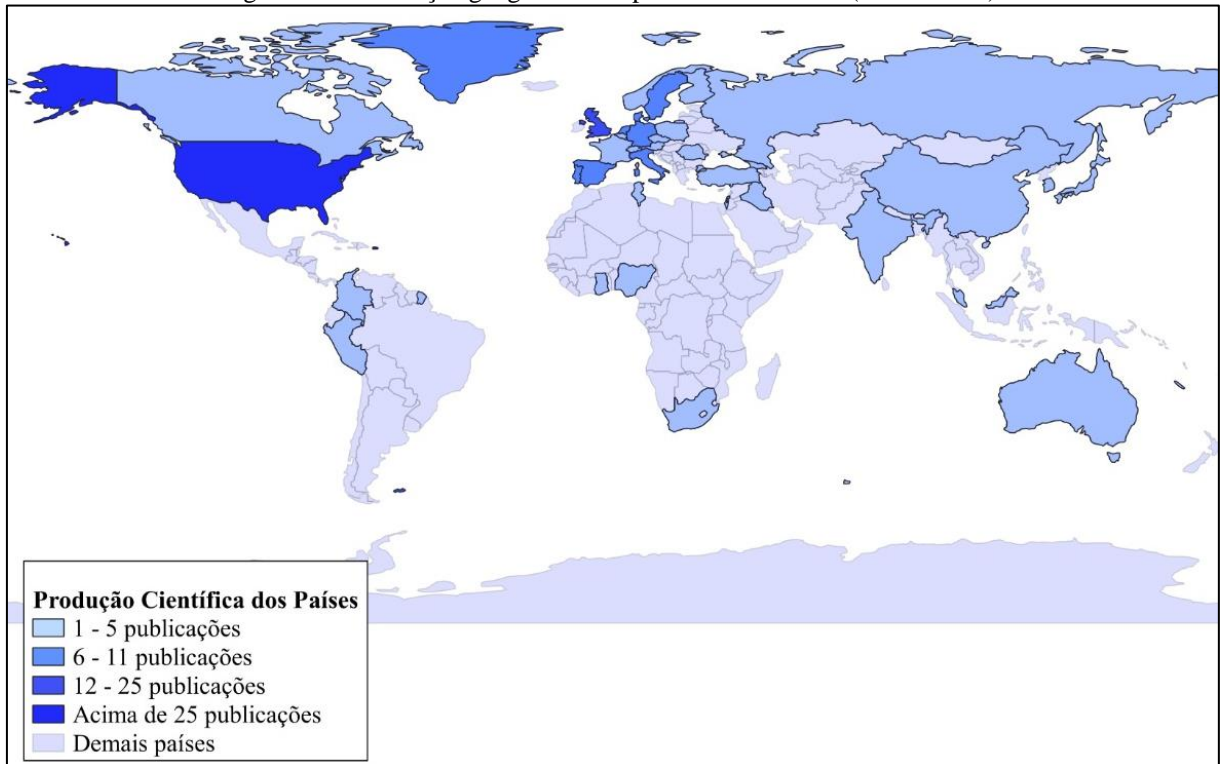 Produção Científica dos Países
1 - 5 publicações
6 - 11 publicações
12 - 25 publicações
Acima de 25 publicações
Demais países